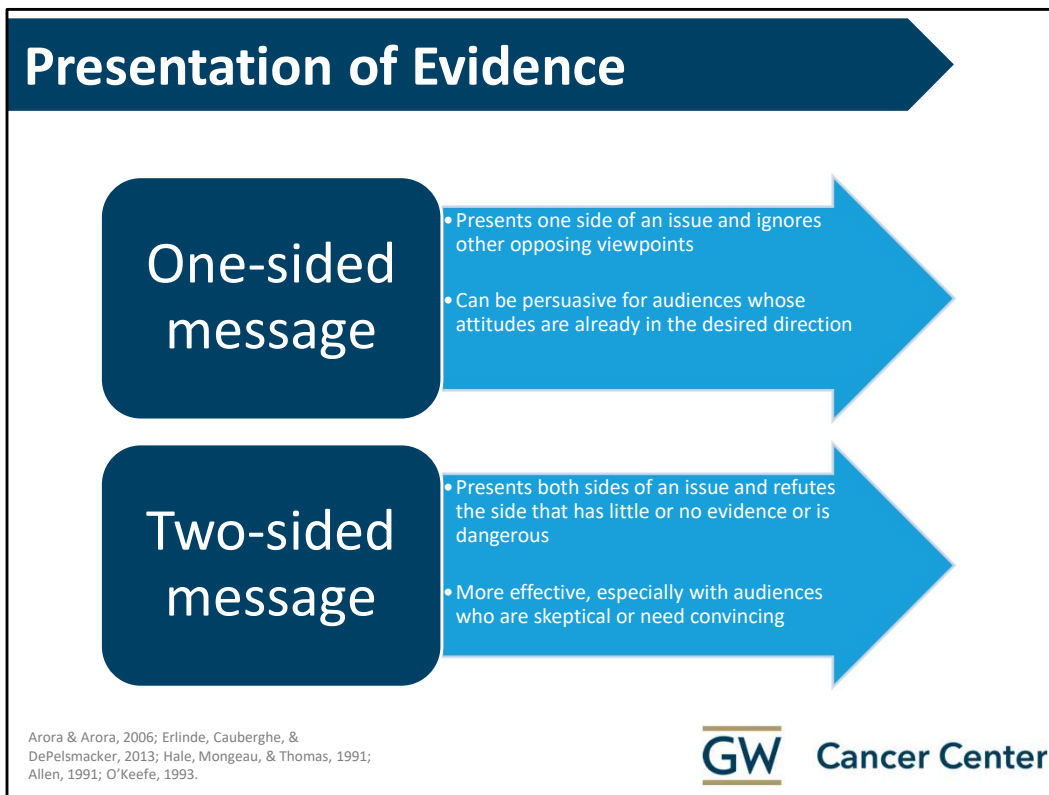 Presentation of Evidence
One-sided
message
•Presents one side of an issue and ignores
other opposing viewpoints
•Can be persuasive for audiences whose
attitudes are already in the desired direction
Two-sided
message
•Presents both sides of an issue and refutes
the side that has little or no evidence or is
dangerous
•More effective, especially with audiences
who are skeptical or need convincing
Arora & Arora, 2006; Erlinde, Cauberghe, &
DePelsmacker, 2013; Hale, Mongeau, & Thomas, 1991;
Allen, 1991; O’Keefe, 1993.
GW Cancer Center